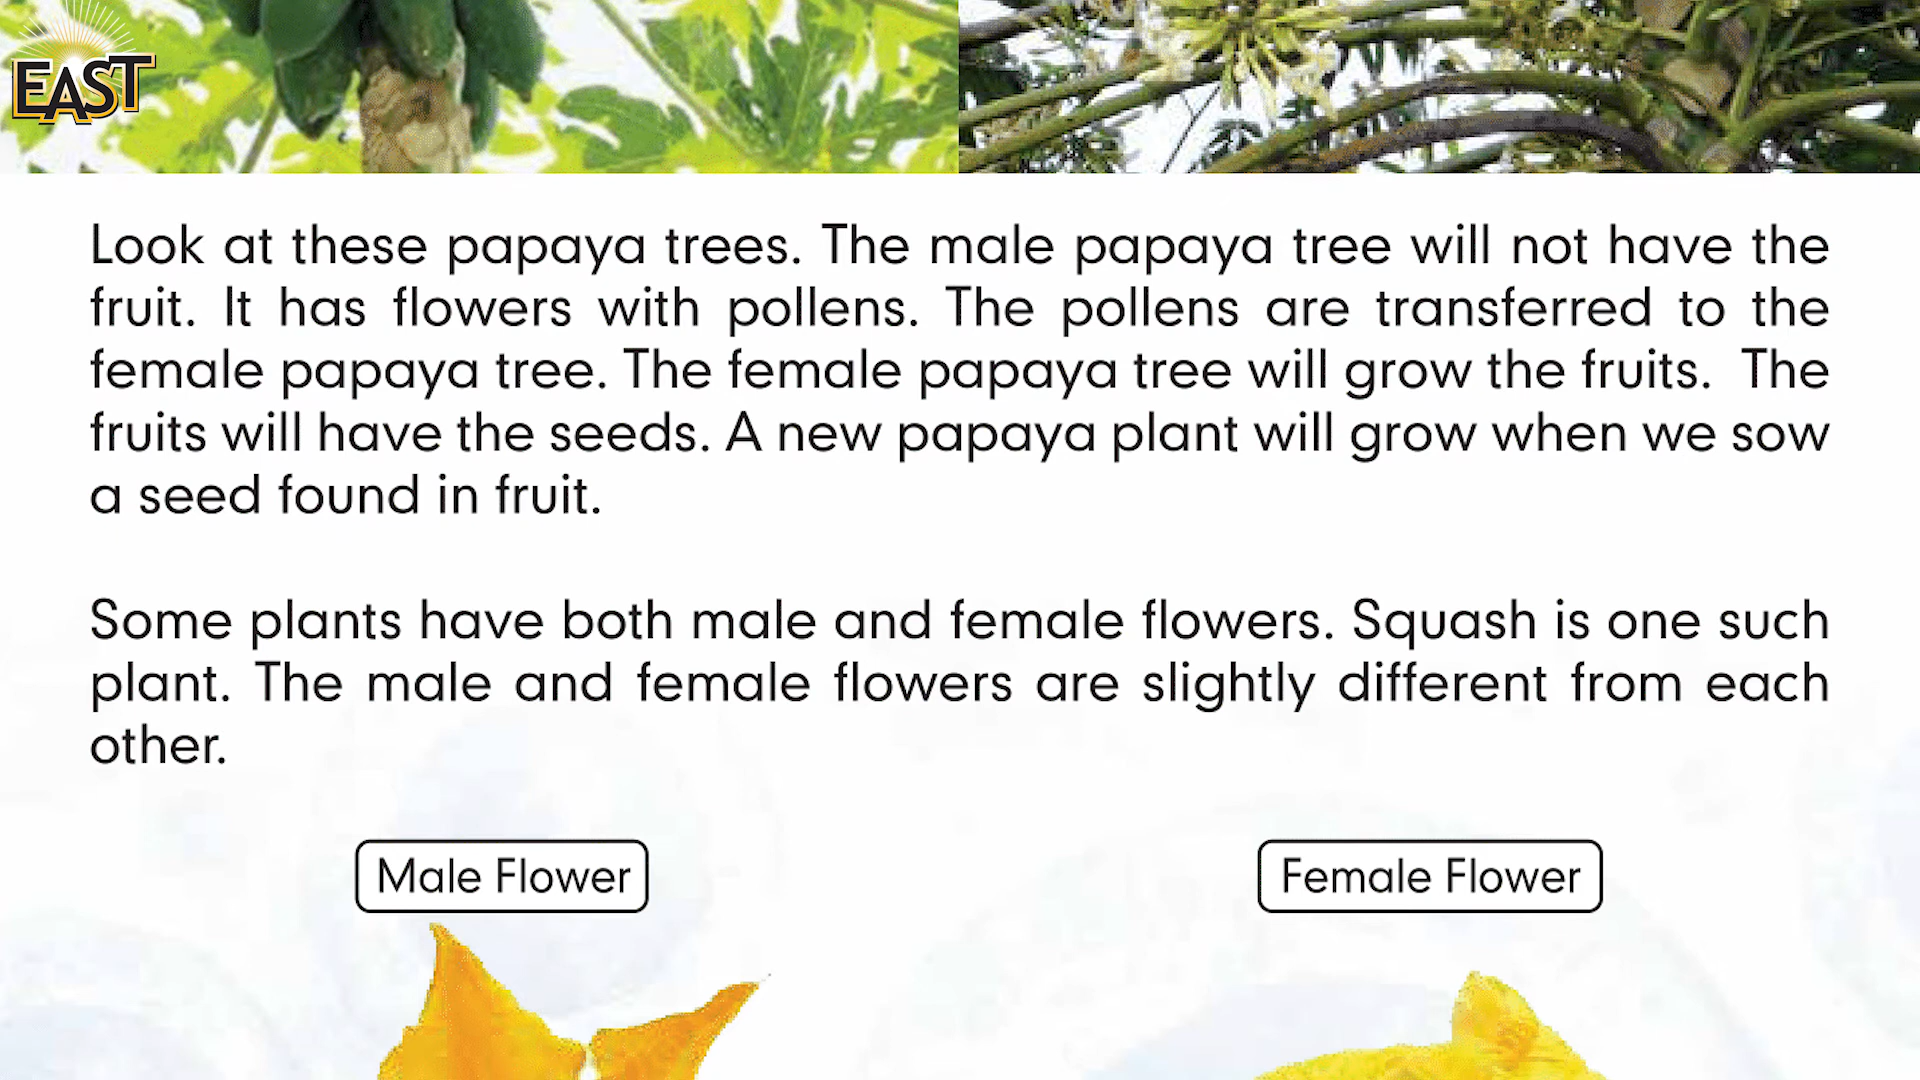 EAST
Look at these papaya trees. The male papaya tree will not have the
fruit. It has flowers with pollens. The pollens are transferred to the
female papaya tree. The female papaya tree will grow the fruits. The
fruits will have the seeds. A new papaya plant will grow when we sow
a seed found in fruit.
Some plants have both male and female flowers. Squash is one such
plant. The male and female flowers are slightly different from each
other.
Male Flower
Female Flower